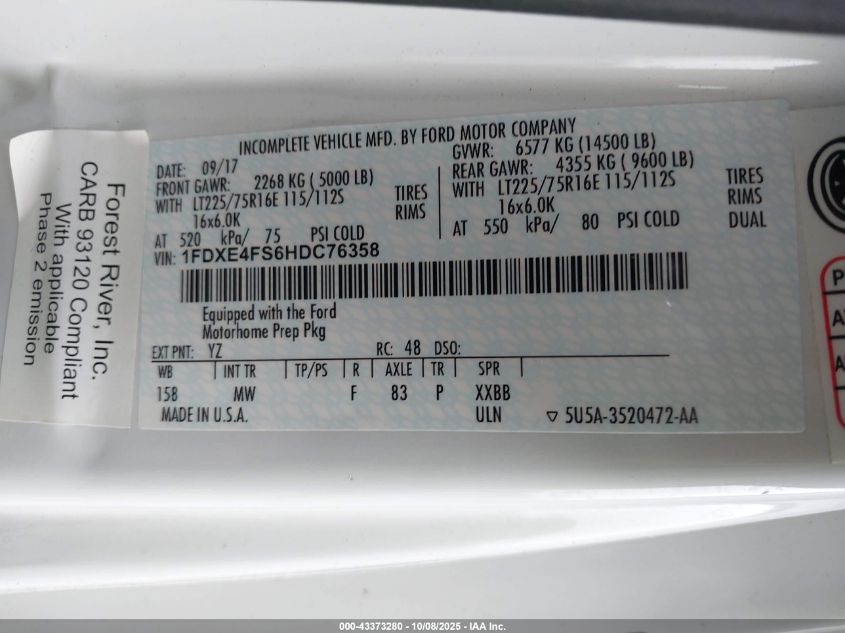 Forest River, Inc.
CARB 93120 Compliant
With applicable
Phase 2 emission
INCOMPLETE VEHICLE MFD. BY FORD MOTOR COMPANY
DATE: 09/17
GVWR: 6577 KG (14500 LB)
FRONT GAWR: 2268 KG ( 5000 LB)
REAR GAWR: 4355 KG ( 9600 LB)
WITH LT225/75R16E 115/112S TIRES
WITH LT225/75R16E 115/112S TIRES
16x6.0K RIMS
16x6.0K RIMS
AT 520 kPa/ 75 PSI COLD
AT 550 kPa/ 80 PSI COLD DUAL
VIN: 1FDXE4FS6HDC76358
Equipped with the Ford
Motorhome Prep Pkg
EXT PNT: YZ RC: 48 DSO:
WB INT TR TP/PS R AXLE TR SPR
158 MW F 83 P XXBB
MADE IN U.S.A. ULN ▽ 5U5A-3520472-AA
000-43373280 - 10/08/2025 - IAA Inc.